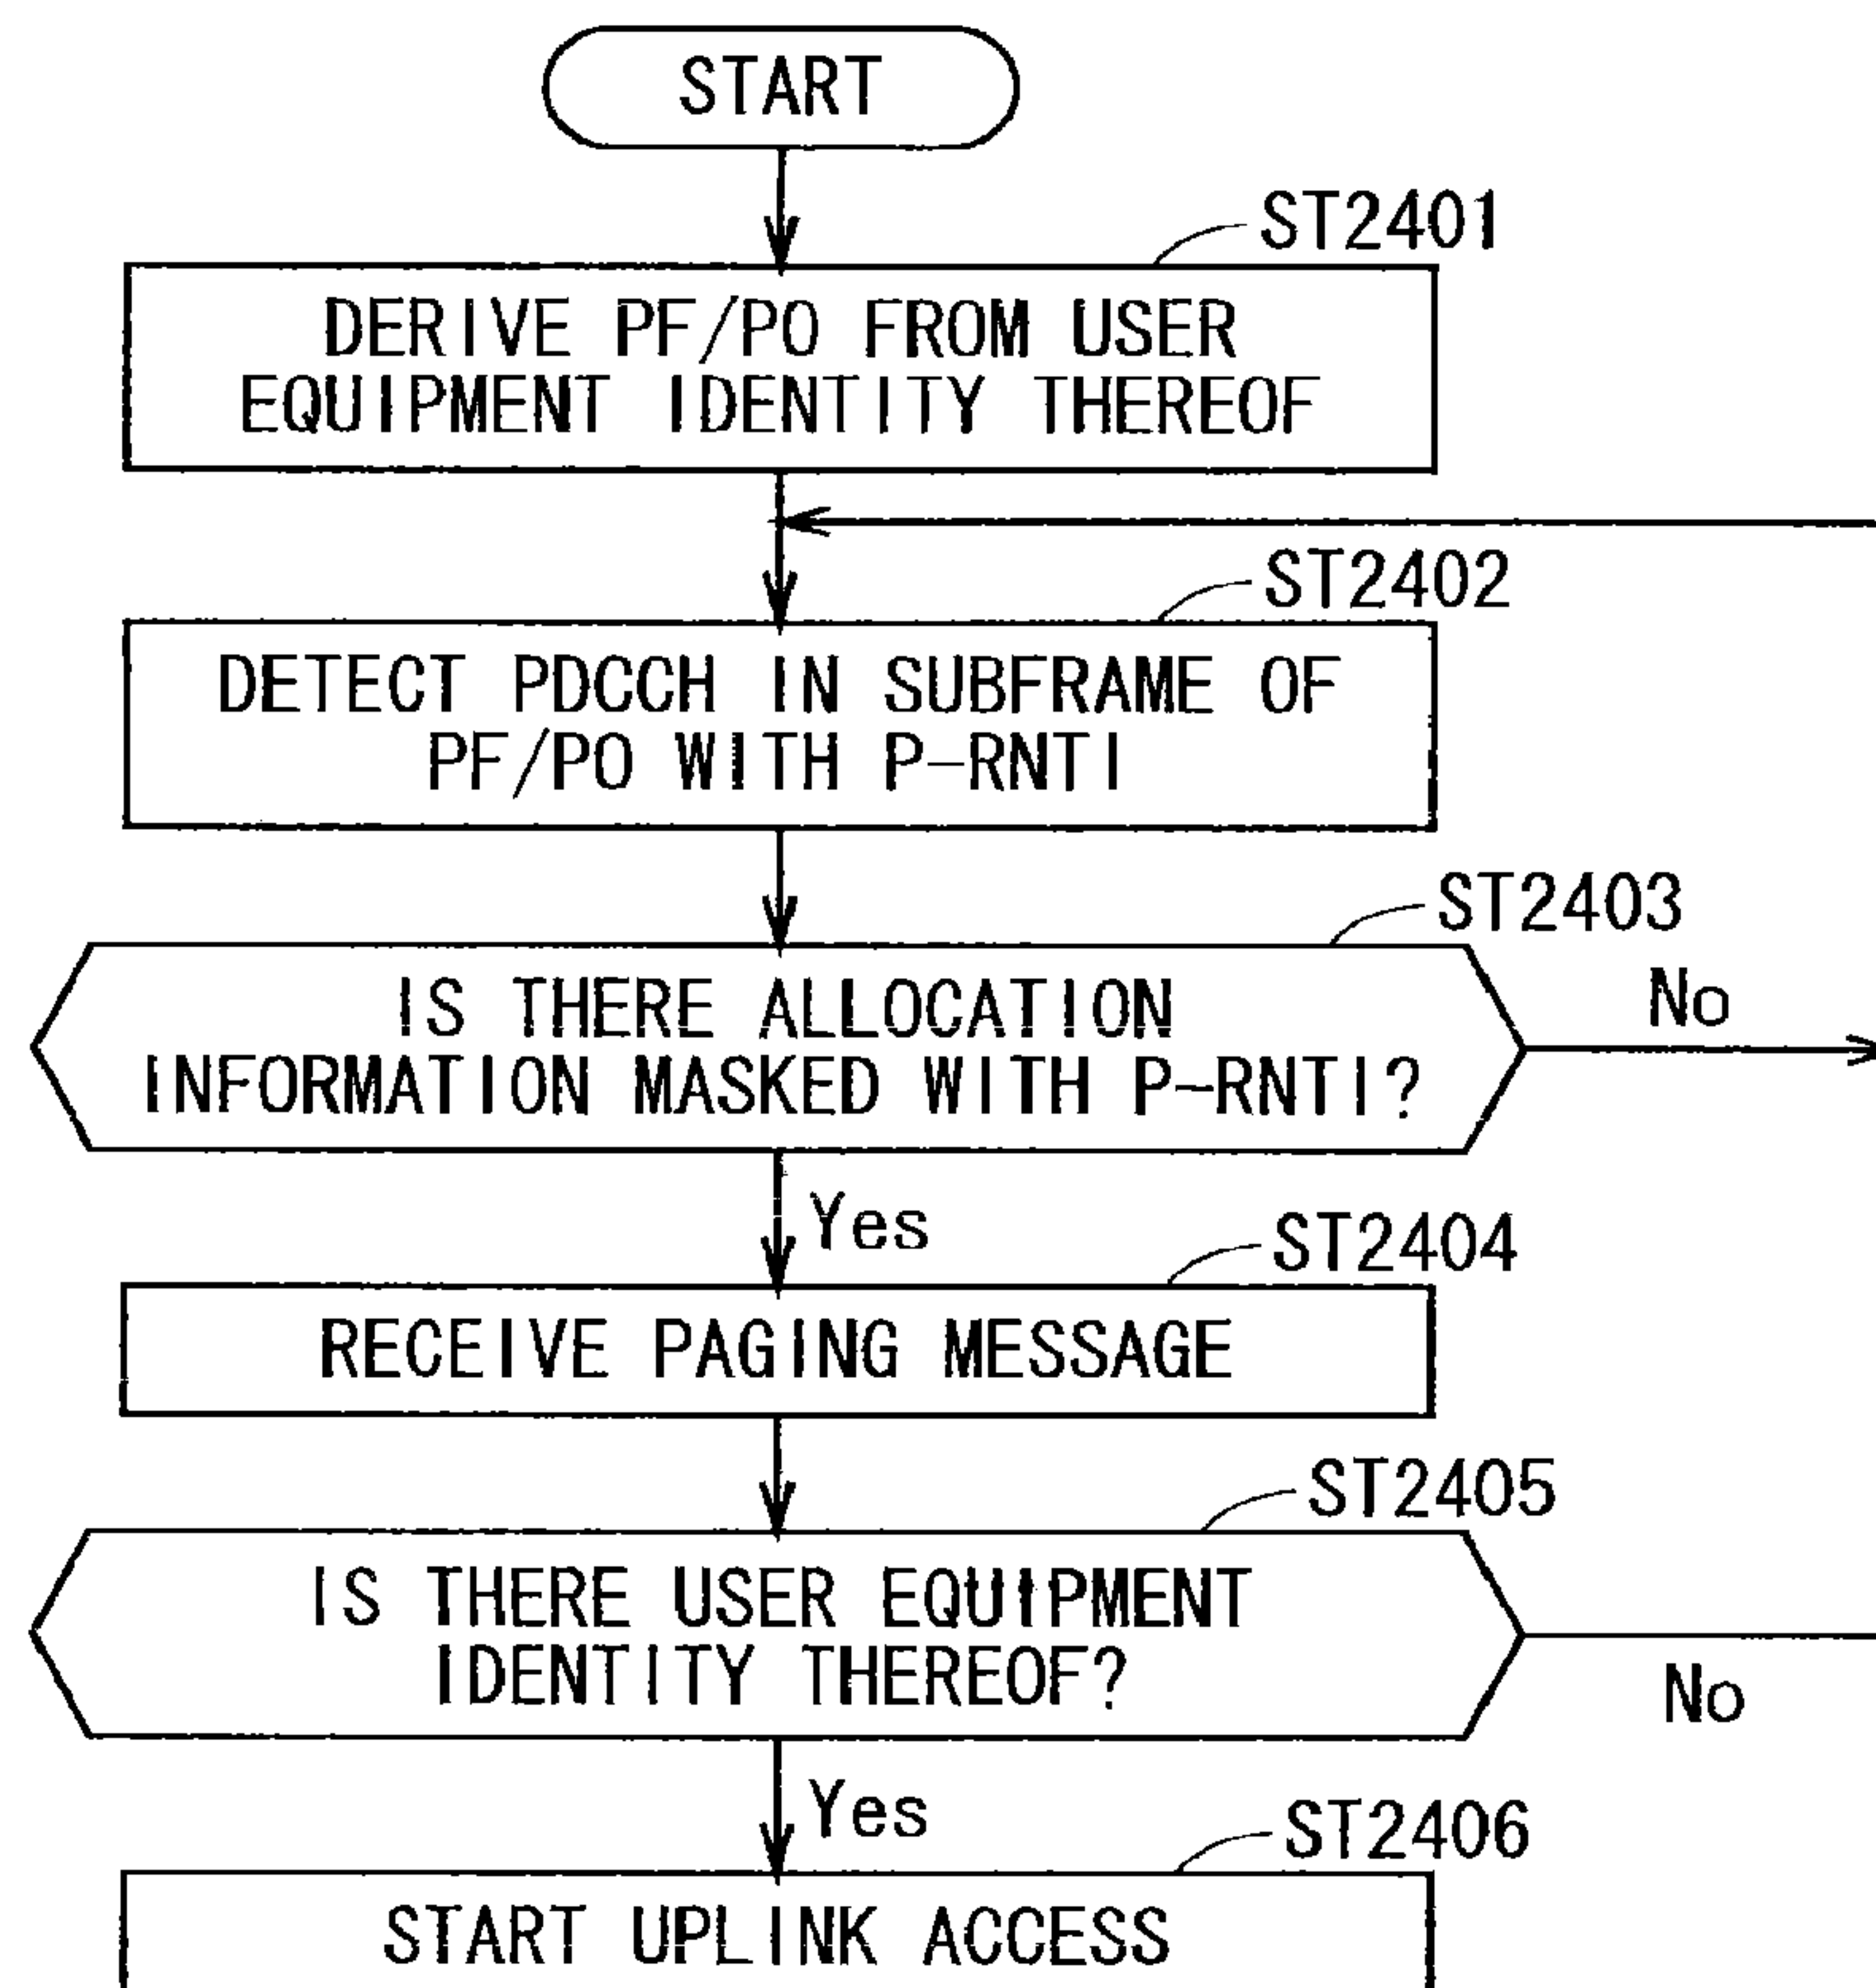 START
ST2401
DERIVE PF/PO FROM USER
EQUIPMENT IDENTITY THEREOF
ST2402
DETECT PDCCH IN SUBFRAME OF
PF/PO WITH P-RNTI
ST2403
IS THERE ALLOCATION
INFORMATION MASKED WITH P-RNTI?
No
Yes
ST2404
RECEIVE PAGING MESSAGE
ST2405
IS THERE USER EQUIPMENT
IDENTITY THEREOF?
No
Yes
ST2406
START UPLINK ACCESS